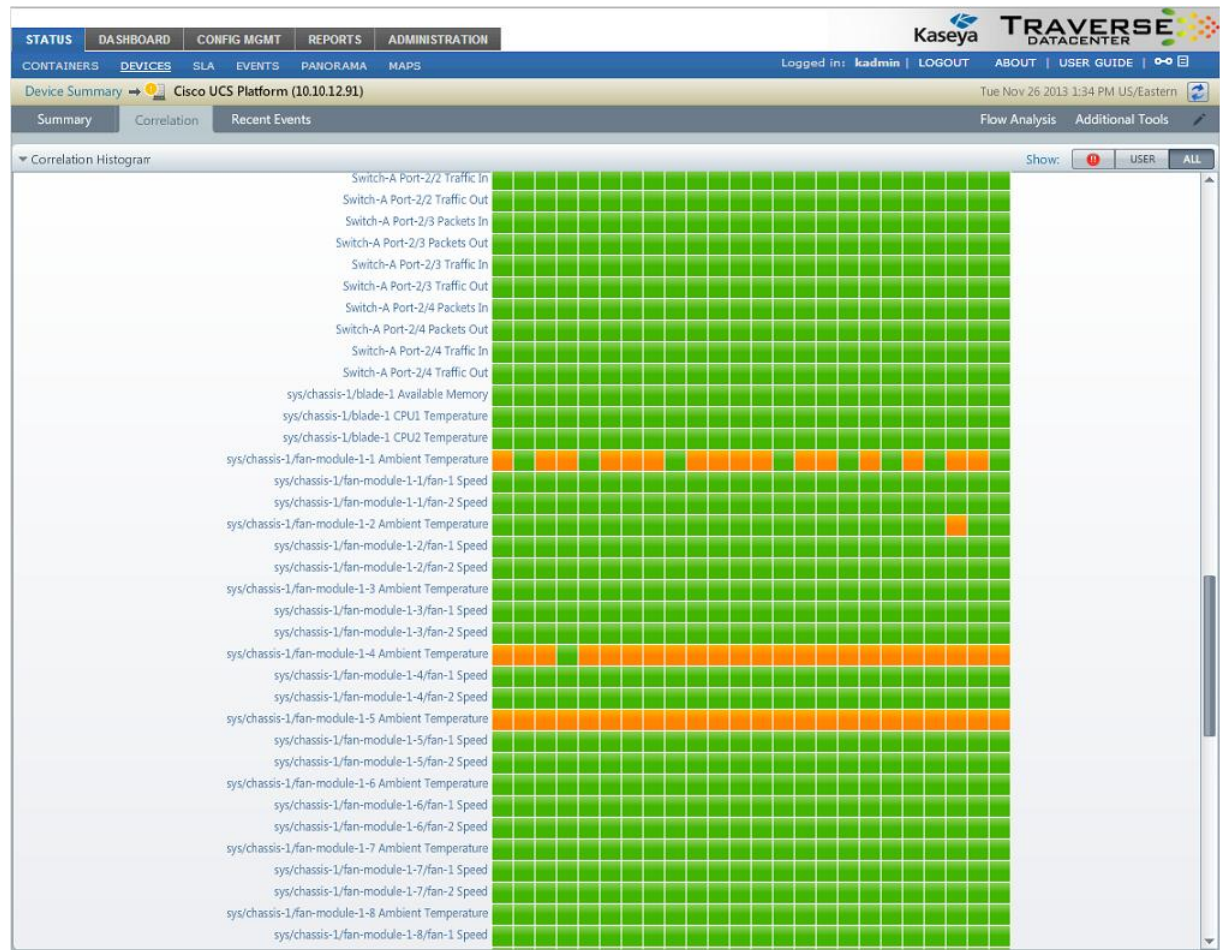 Kaseya TRAVERSE DATACENTER
STATUS DASHBOARD CONFIG MGMT REPORTS ADMINISTRATION
CONTAINERS DEVICES SLA EVENTS PANORAMA MAPS Logged in: kadmin | LOGOUT ABOUT | USER GUIDE |
Device Summary → Cisco UCS Platform (10.10.12.91) Tue Nov 26 2013 1:34 PM US/Eastern
Summary Correlation Recent Events Flow Analysis Additional Tools
Correlation Histogram Show: USER ALL
Switch-A Port-2/2 Traffic In
Switch-A Port-2/2 Traffic Out
Switch-A Port-2/3 Packets In
Switch-A Port-2/3 Packets Out
Switch-A Port-2/3 Traffic In
Switch-A Port-2/3 Traffic Out
Switch-A Port-2/4 Packets In
Switch-A Port-2/4 Packets Out
Switch-A Port-2/4 Traffic In
Switch-A Port-2/4 Traffic Out
sys/chassis-1/blade-1 Available Memory
sys/chassis-1/blade-1 CPU1 Temperature
sys/chassis-1/blade-1 CPU2 Temperature
sys/chassis-1/fan-module-1-1 Ambient Temperature
sys/chassis-1/fan-module-1-1/fan-1 Speed
sys/chassis-1/fan-module-1-1/fan-2 Speed
sys/chassis-1/fan-module-1-2 Ambient Temperature
sys/chassis-1/fan-module-1-2/fan-1 Speed
sys/chassis-1/fan-module-1-2/fan-2 Speed
sys/chassis-1/fan-module-1-3 Ambient Temperature
sys/chassis-1/fan-module-1-3/fan-1 Speed
sys/chassis-1/fan-module-1-3/fan-2 Speed
sys/chassis-1/fan-module-1-4 Ambient Temperature
sys/chassis-1/fan-module-1-4/fan-1 Speed
sys/chassis-1/fan-module-1-4/fan-2 Speed
sys/chassis-1/fan-module-1-5 Ambient Temperature
sys/chassis-1/fan-module-1-5/fan-1 Speed
sys/chassis-1/fan-module-1-5/fan-2 Speed
sys/chassis-1/fan-module-1-6 Ambient Temperature
sys/chassis-1/fan-module-1-6/fan-1 Speed
sys/chassis-1/fan-module-1-6/fan-2 Speed
sys/chassis-1/fan-module-1-7 Ambient Temperature
sys/chassis-1/fan-module-1-7/fan-1 Speed
sys/chassis-1/fan-module-1-7/fan-2 Speed
sys/chassis-1/fan-module-1-8 Ambient Temperature
sys/chassis-1/fan-module-1-8/fan-1 Speed